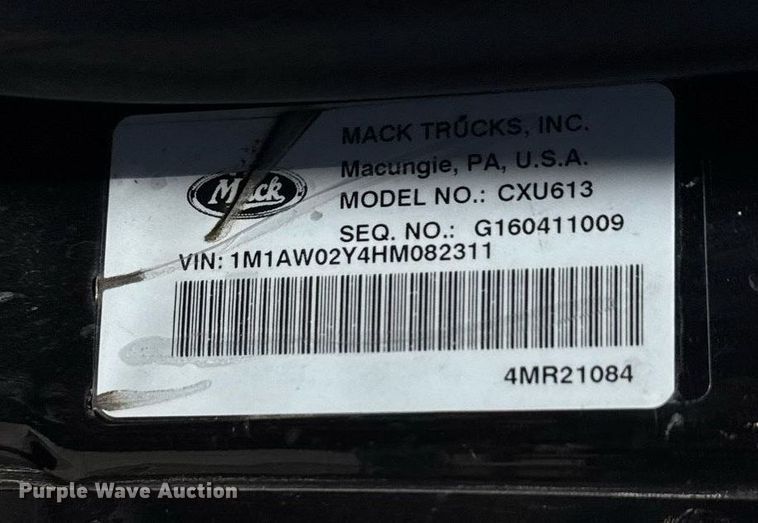 MACK TRUCKS, INC.
Macungie, PA, U.S.A.
Mack
MODEL NO.: CXU613
SEQ. NO.: G160411009
VIN: 1M1AW02Y4HM082311
4MR21084
Purple Wave Auction